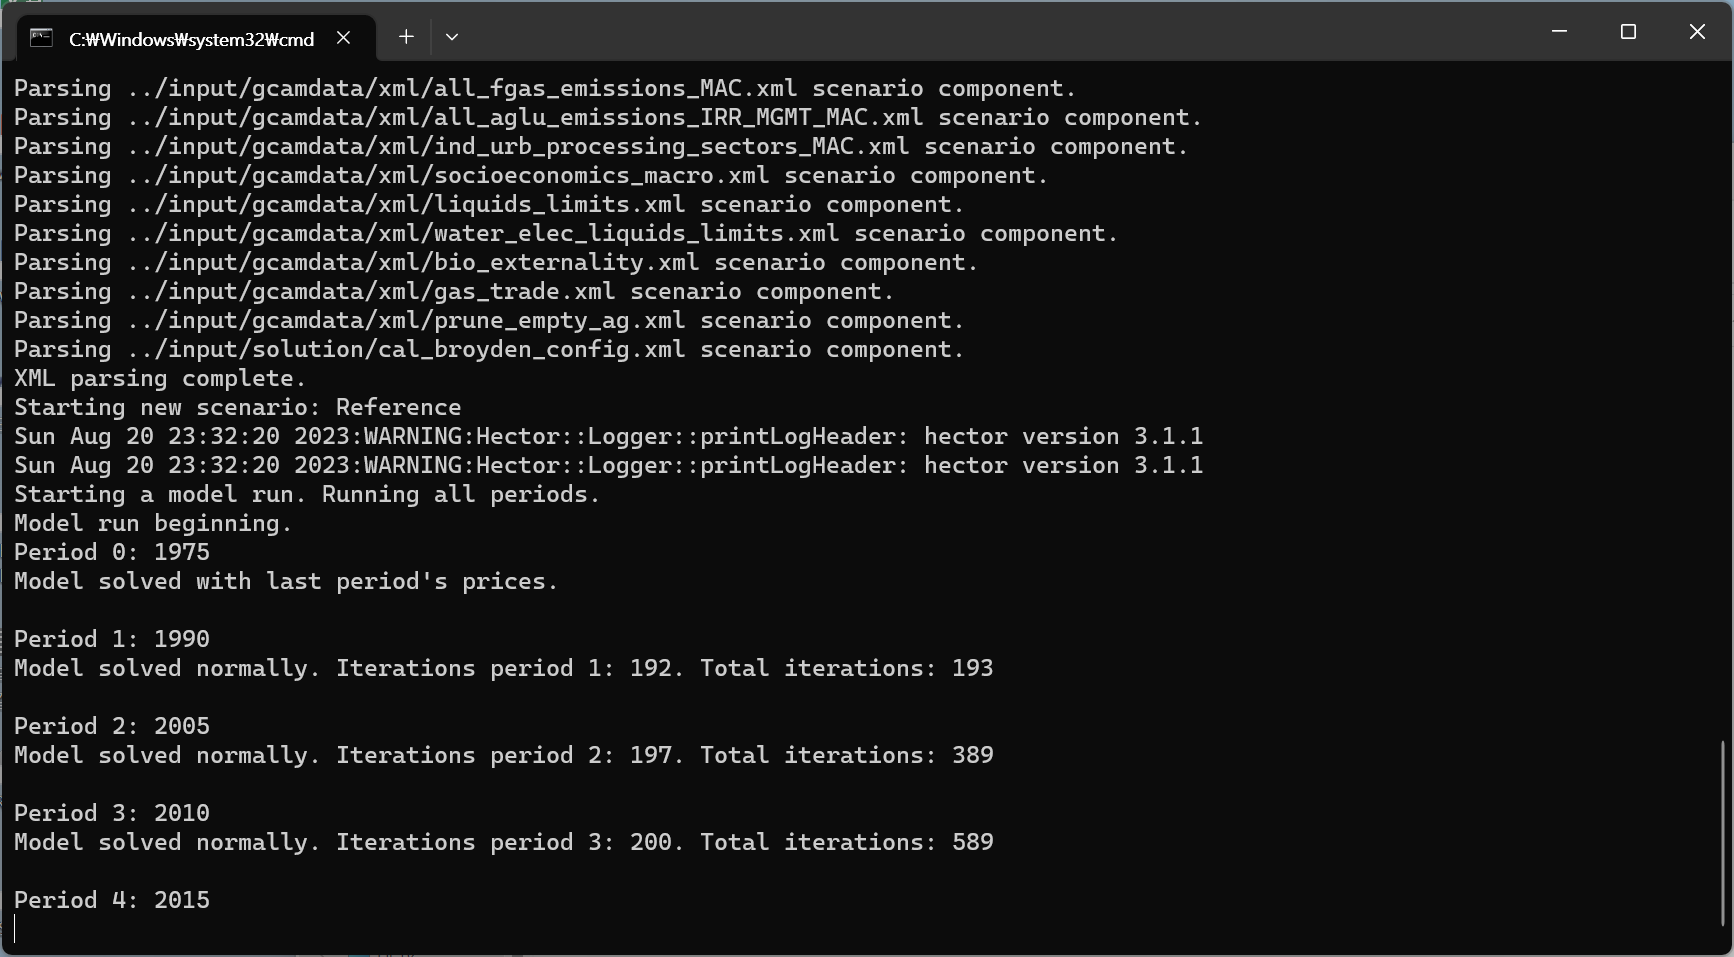 C:₩Windows₩system32₩cmd
Parsing ../input/gcamdata/xml/all_fgas_emissions_MAC.xml scenario component.
Parsing ../input/gcamdata/xml/all_aglu_emissions_IRR_MGMT_MAC.xml scenario component.
Parsing ../input/gcamdata/xml/ind_urb_processing_sectors_MAC.xml scenario component.
Parsing ../input/gcamdata/xml/socioeconomics_macro.xml scenario component.
Parsing ../input/gcamdata/xml/liquids_limits.xml scenario component.
Parsing ../input/gcamdata/xml/water_elec_liquids_limits.xml scenario component.
Parsing ../input/gcamdata/xml/bio_externality.xml scenario component.
Parsing ../input/gcamdata/xml/gas_trade.xml scenario component.
Parsing ../input/gcamdata/xml/prune_empty_ag.xml scenario component.
Parsing ../input/solution/cal_broyden_config.xml scenario component.
XML parsing complete.
Starting new scenario: Reference
Sun Aug 20 23:32:20 2023:WARNING:Hector::Logger::printLogHeader: hector version 3.1.1
Sun Aug 20 23:32:20 2023:WARNING:Hector::Logger::printLogHeader: hector version 3.1.1
Starting a model run. Running all periods.
Model run beginning.
Period 0: 1975
Model solved with last period's prices.
Period 1: 1990
Model solved normally. Iterations period 1: 192. Total iterations: 193
Period 2: 2005
Model solved normally. Iterations period 2: 197. Total iterations: 389
Period 3: 2010
Model solved normally. Iterations period 3: 200. Total iterations: 589
Period 4: 2015